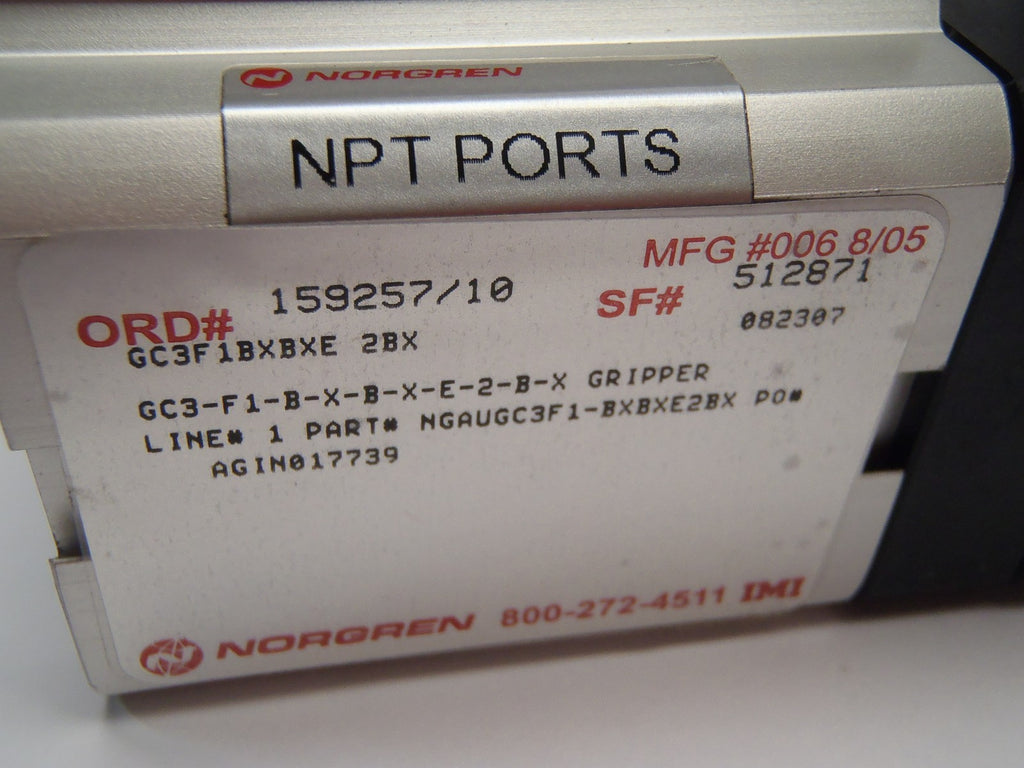 NORGREN
NPT PORTS
MFG #006 8/05
ORD# 159257/10 SF# 512871
GC3F1BXBXE 2BX 082307
GC3-F1-B-X-B-X-E-2-B-X GRIPPER
LINE# 1 PART# NGAUGC3F1-BXBXE2BX PO#
AGIN017739
NORGREN 800-272-4511 IMI